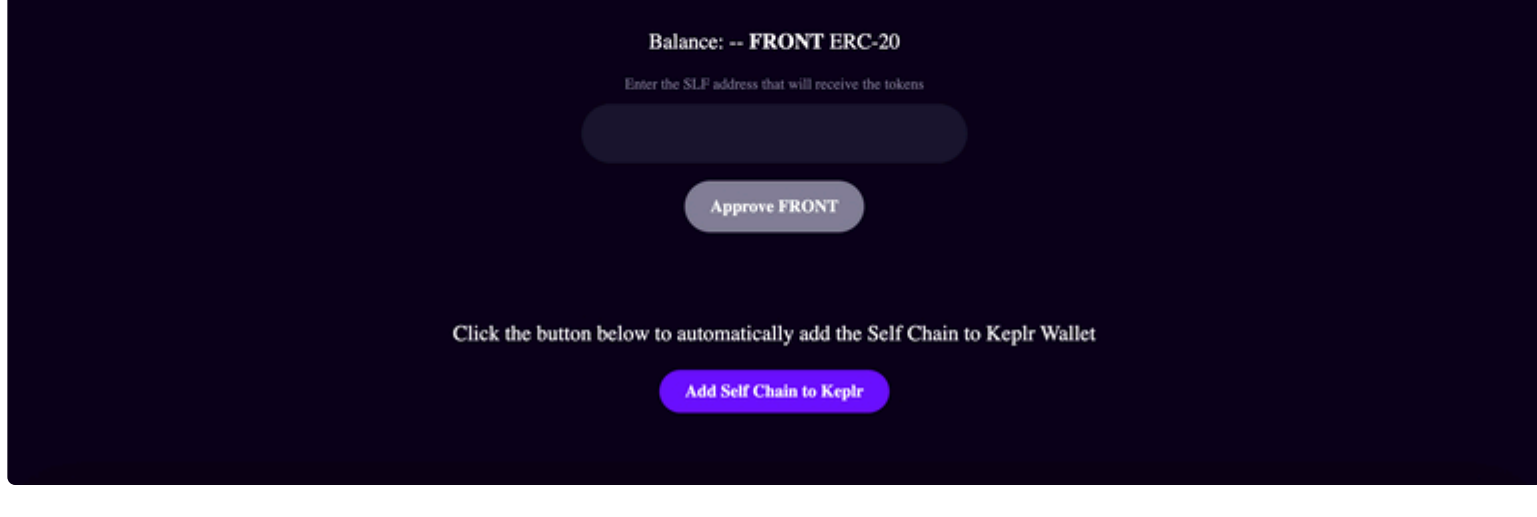 Balance: -- FRONT ERC-20
Enter the SLF address that will receive the tokens
Approve FRONT
Click the button below to automatically add the Self Chain to Keplr Wallet
Add Self Chain to Keplr